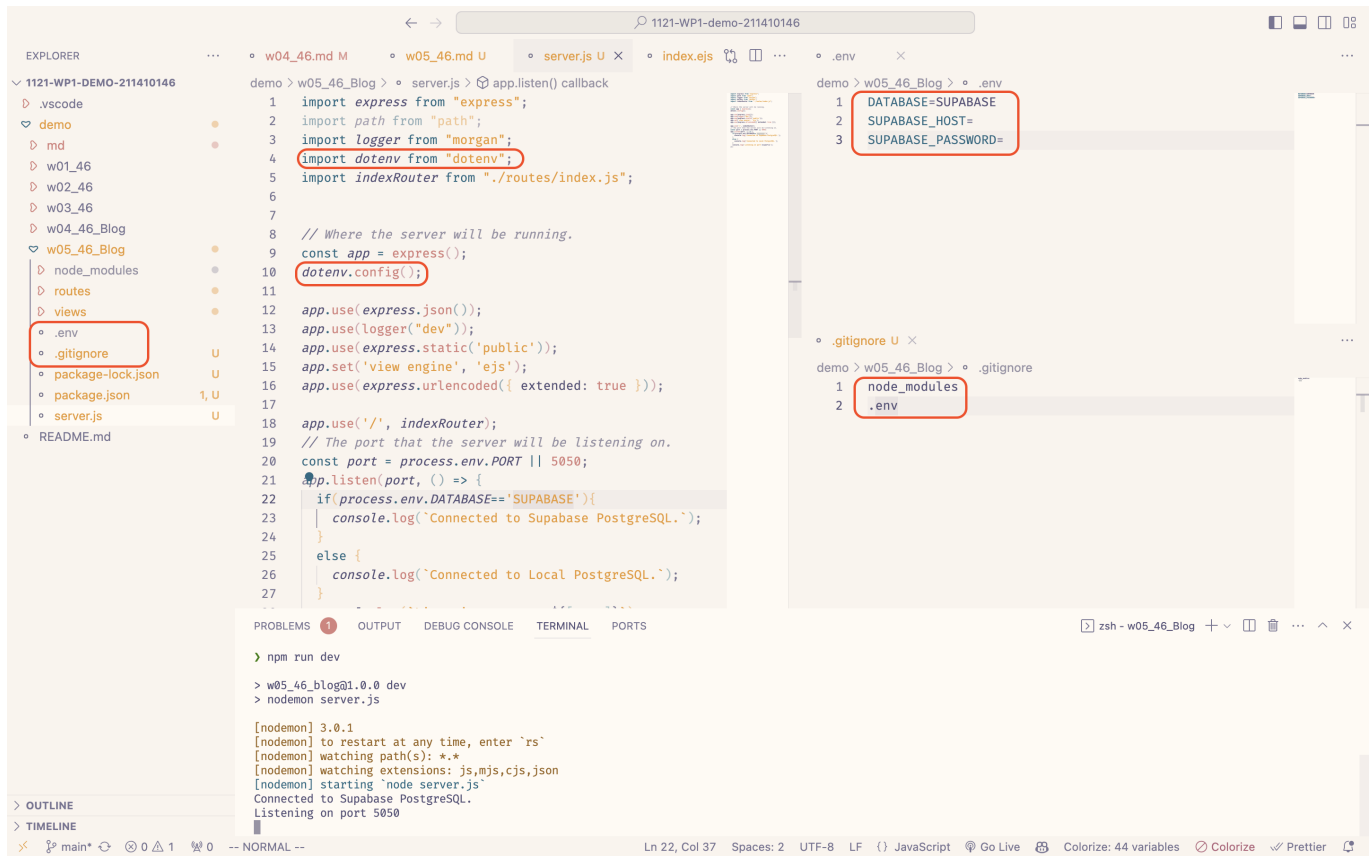 1121-WP1-demo-211410146
EXPLORER
1121-WP1-DEMO-211410146
.vscode
demo
md
w01_46
w02_46
w03_46
w04_46_Blog
w05_46_Blog
node_modules
routes
views
.env
.gitignore U
package-lock.json U
package.json 1, U
server.js U
README.md
OUTLINE
TIMELINE
w04_46.md M
w05_46.md U
server.js U
index.ejs
demo > w05_46_Blog > server.js > app.listen() callback
1 import express from "express";
2 import path from "path";
3 import logger from "morgan";
4 import dotenv from "dotenv";
5 import indexRouter from "./routes/index.js";
6
7
8 // Where the server will be running.
9 const app = express();
10 dotenv.config();
11
12 app.use(express.json());
13 app.use(logger("dev"));
14 app.use(express.static('public'));
15 app.set('view engine', 'ejs');
16 app.use(express.urlencoded({ extended: true }));
17
18 app.use('/', indexRouter);
19 // The port that the server will be listening on.
20 const port = process.env.PORT || 5050;
21 app.listen(port, () => {
22 if(process.env.DATABASE=='SUPABASE'){
23 console.log(`Connected to Supabase PostgreSQL.`);
24 }
25 else {
26 console.log(`Connected to Local PostgreSQL.`);
27 }
.env
demo > w05_46_Blog > .env
1 DATABASE=SUPABASE
2 SUPABASE_HOST=
3 SUPABASE_PASSWORD=
.gitignore U
demo > w05_46_Blog > .gitignore
1 node_modules
2 .env
PROBLEMS 1 OUTPUT DEBUG CONSOLE TERMINAL PORTS
zsh - w05_46_Blog
❯ npm run dev
> w05_46_blog@1.0.0 dev
> nodemon server.js
[nodemon] 3.0.1
[nodemon] to restart at any time, enter `rs`
[nodemon] watching path(s): *.*
[nodemon] watching extensions: js,mjs,cjs,json
[nodemon] starting `node server.js`
Connected to Supabase PostgreSQL.
Listening on port 5050
main* 0 1 0 -- NORMAL -- Ln 22, Col 37 Spaces: 2 UTF-8 LF {} JavaScript Go Live Colorize: 44 variables Colorize Prettier